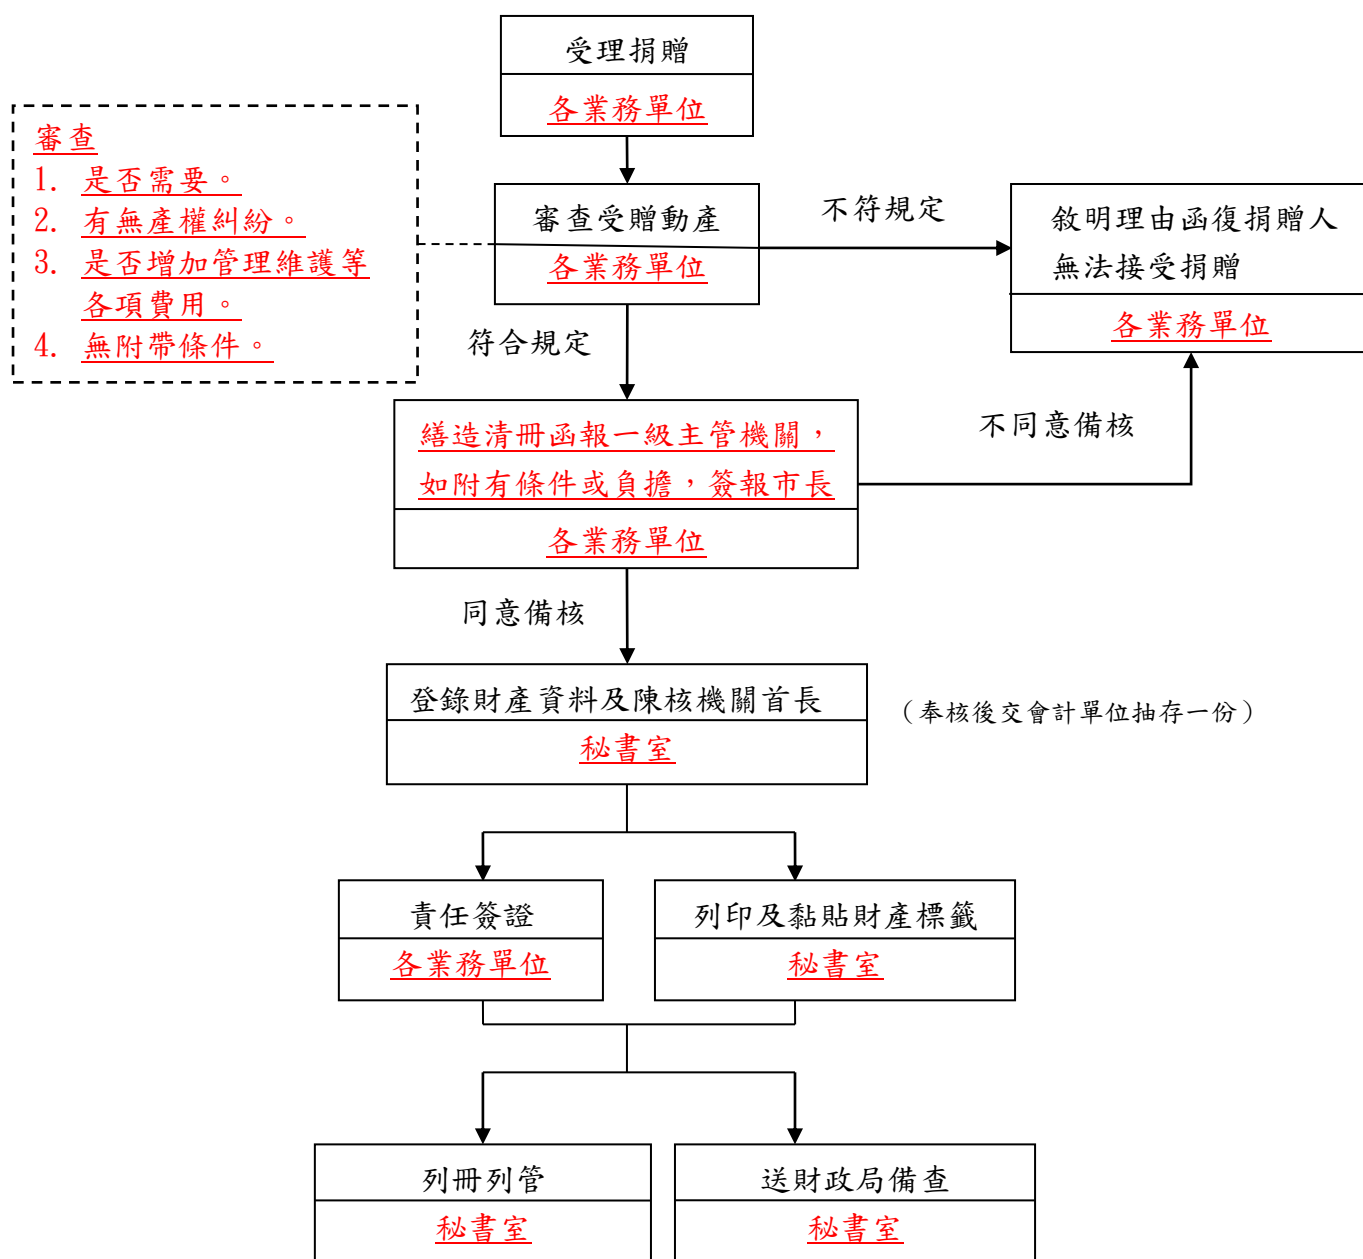 受理捐贈
各業務單位
審查
1. 是否需要。
2. 有無產權糾紛。
3. 是否增加管理維護等
各項費用。
4. 無附帶條件。
審查受贈動產
各業務單位
不符規定
敘明理由函復捐贈人
無法接受捐贈
各業務單位
符合規定
繕造清冊函報一級主管機關，
如附有條件或負擔，簽報市長
各業務單位
不同意備核
同意備核
登錄財產資料及陳核機關首長
秘書室
（奉核後交會計單位抽存一份）
責任簽證
各業務單位
列印及黏貼財產標籤
秘書室
列冊列管
秘書室
送財政局備查
秘書室